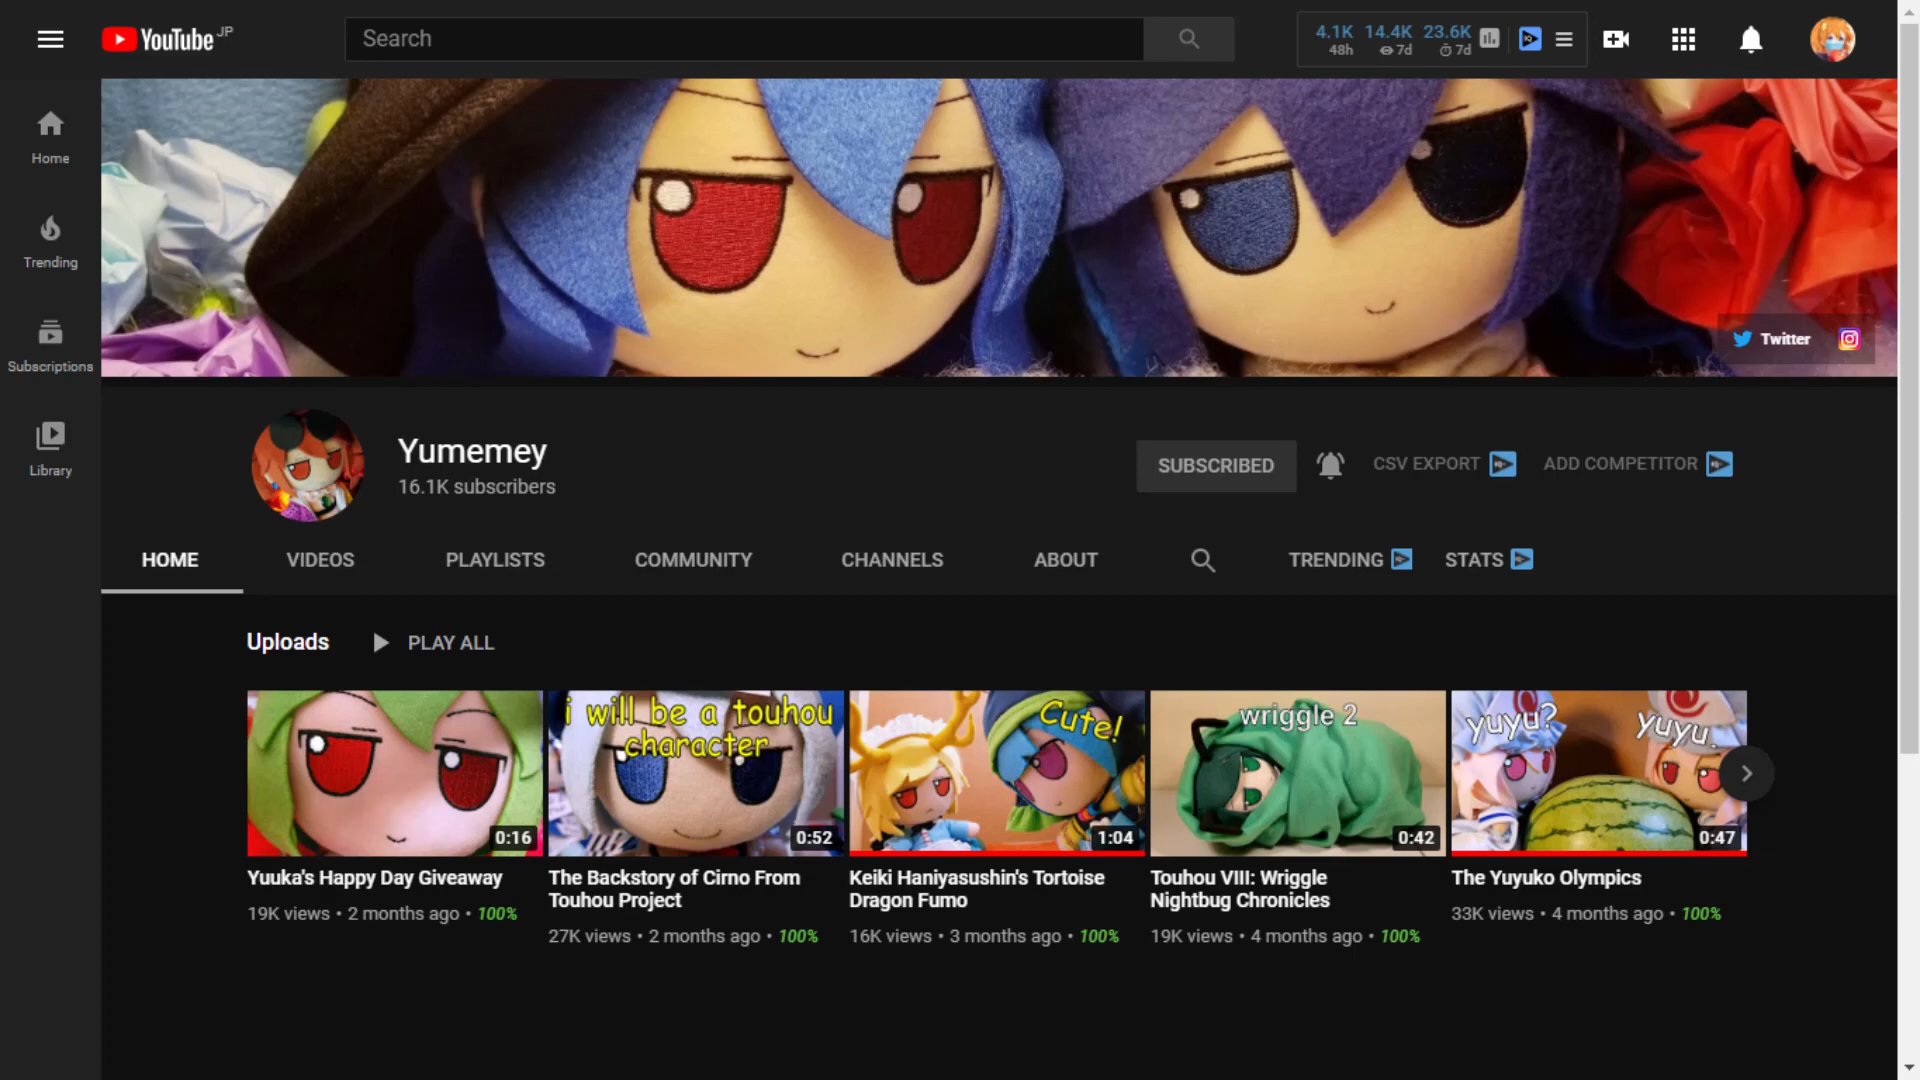 YouTube JP
Search
4.1K 14.4K 23.6K
48h 7d 7d
Home
Trending
Subscriptions
Library
Twitter
Yumemey
16.1K subscribers
SUBSCRIBED
CSV EXPORT
ADD COMPETITOR
HOME VIDEOS PLAYLISTS COMMUNITY CHANNELS ABOUT TRENDING STATS
Uploads PLAY ALL
0:16
i will be a touhou
character
0:52
Cute!
1:04
wriggle 2
0:42
yuyu? yuyu.
0:47
Yuuka's Happy Day Giveaway
19K views • 2 months ago • 100%
The Backstory of Cirno From
Touhou Project
27K views • 2 months ago • 100%
Keiki Haniyasushin's Tortoise
Dragon Fumo
16K views • 3 months ago • 100%
Touhou VIII: Wriggle
Nightbug Chronicles
19K views • 4 months ago • 100%
The Yuyuko Olympics
33K views • 4 months ago • 100%